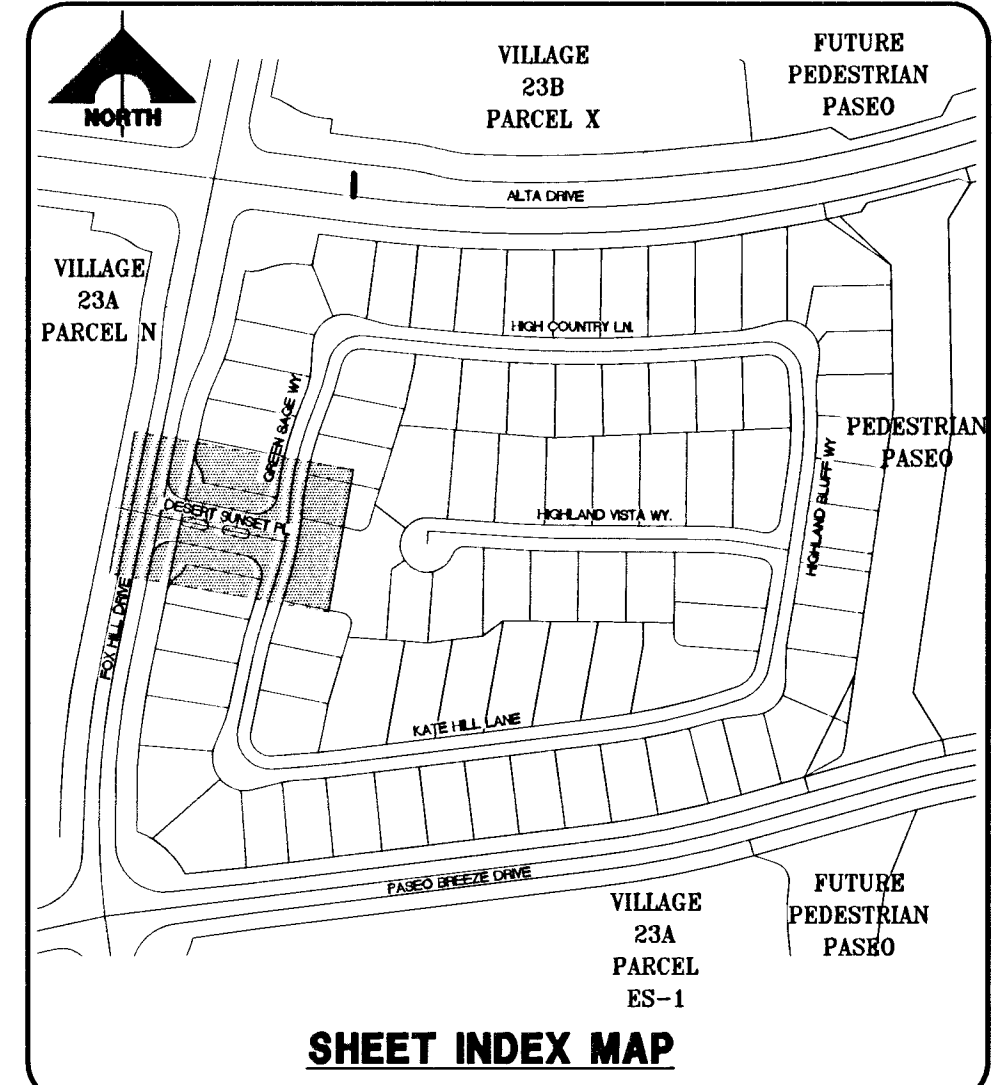 NORTH
VILLAGE
23B
PARCEL X
FUTURE
PEDESTRIAN
PASEO
ALTA DRIVE
VILLAGE
23A
PARCEL N
HIGH COUNTRY LN.
GREEN SAGE WY.
PEDESTRIAN
PASEO
HIGHLAND BLUFF WY
DESERT SUNSET PL.
HIGHLAND VISTA WY.
FOX HILL DRIVE
KATE HILL LANE
PASEO BREEZE DRIVE
VILLAGE
23A
PARCEL
ES-1
FUTURE
PEDESTRIAN
PASEO
SHEET INDEX MAP